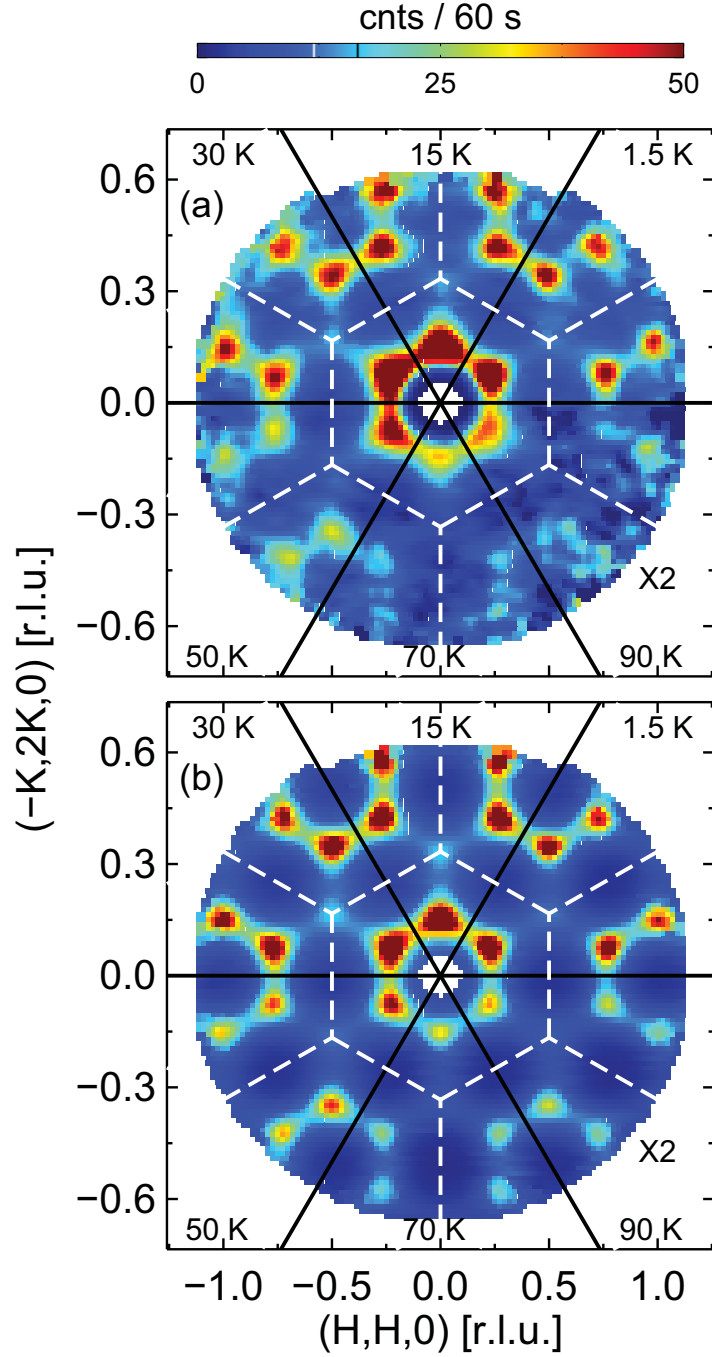 cnts / 60 s
0 25 50
30 K 15 K 1.5 K
(a)
0.6
0.3
0.0
−0.3
−0.6
X2
50 K 70 K 90 K
(−K,2K,0) [r.l.u.]
30 K 15 K 1.5 K
(b)
0.6
0.3
0.0
−0.3
−0.6
X2
50 K 70 K 90 K
−1.0 −0.5 0.0 0.5 1.0
(H,H,0) [r.l.u.]